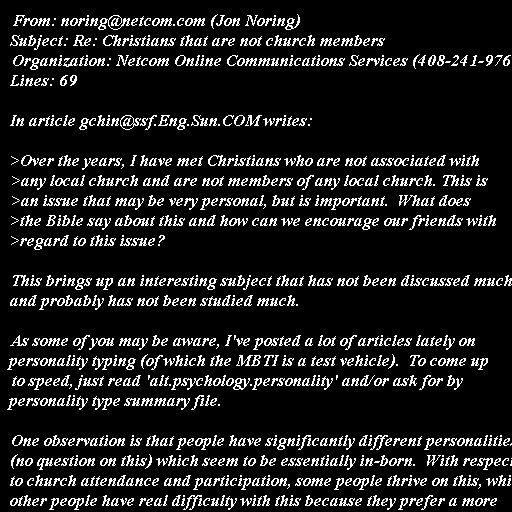 From: noring@netcom.com (Jon Noring)
Subject: Re: Christians that are not church members
Organization: Netcom Online Communications Services (408-241-976
Lines: 69

In article gchin@ssf.Eng.Sun.COM writes:

>Over the years, I have met Christians who are not associated with
>any local church and are not members of any local church. This is
>an issue that may be very personal, but is important.  What does
>the Bible say about this and how can we encourage our friends with
>regard to this issue?

This brings up an interesting subject that has not been discussed much
and probably has not been studied much.

As some of you may be aware, I've posted a lot of articles lately on
personality typing (of which the MBTI is a test vehicle).  To come up
to speed, just read 'alt.psychology.personality' and/or ask for by
personality type summary file.

One observation is that people have significantly different personalitie
(no question on this) which seem to be essentially in-born.  With respec
to church attendance and participation, some people thrive on this, whi
other people have real difficulty with this because they prefer a more